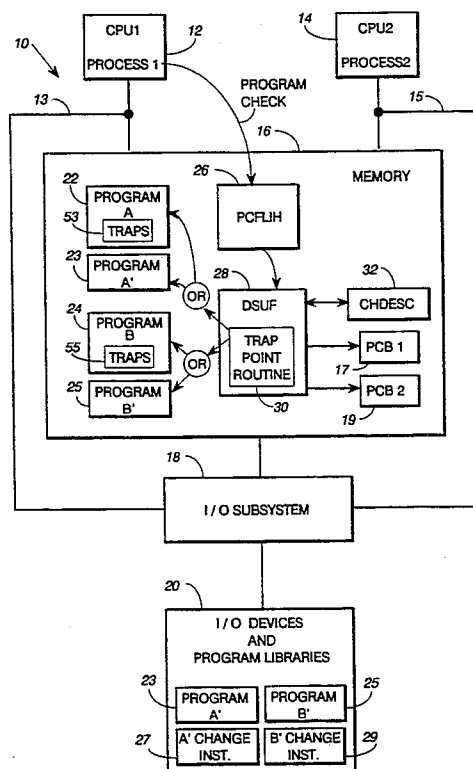 10
CPU1
PROCESS 1
12
14
CPU2
PROCESS2
13
PROGRAM
CHECK
15
16
MEMORY
22
PROGRAM
A
53
TRAPS
26
PCFLIH
23
PROGRAM
A'
OR
28
DSUF
32
CHDESC
24
PROGRAM
B
55
TRAPS
OR
TRAP
POINT
ROUTINE
30
PCB 1
17
25
PROGRAM
B'
PCB 2
19
18
I / O SUBSYSTEM
20
I / O DEVICES
AND
PROGRAM LIBRARIES
23
PROGRAM
A'
PROGRAM
B'
25
27
A' CHANGE
INST.
B' CHANGE
INST.
29